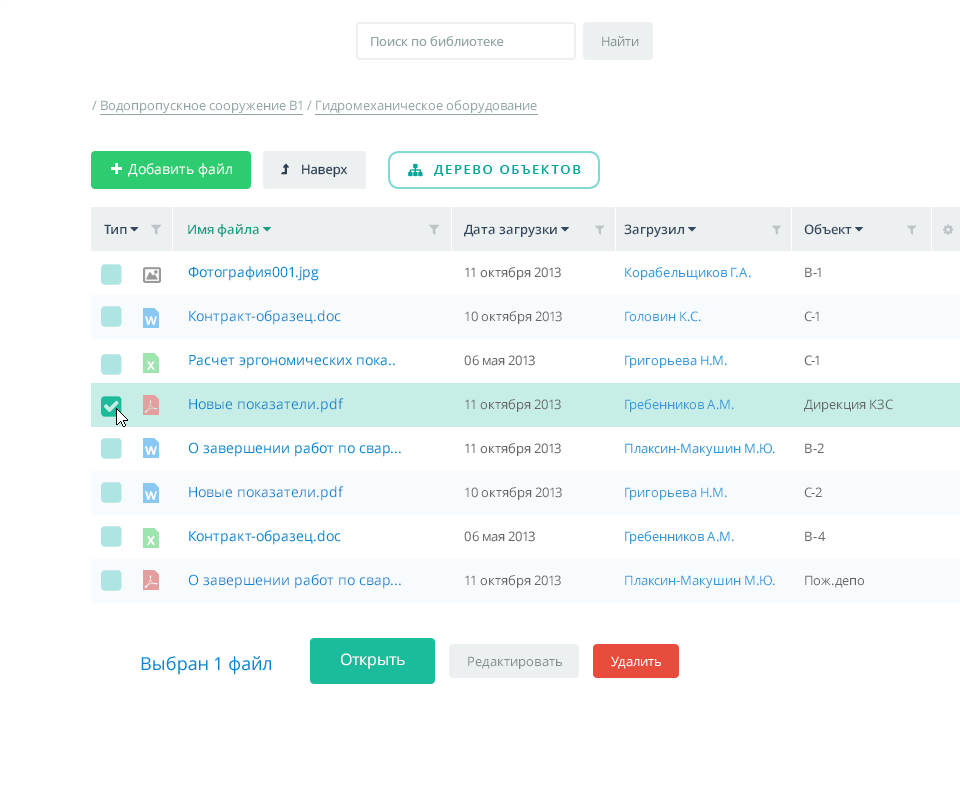 Поиск по библиотеке Найти
/ Водопропускное сооружение В1 / Гидромеханическое оборудование
Добавить файл Наверх ДЕРЕВО ОБЪЕКТОВ
Тип Имя файла Дата загрузки Загрузил Объект
Фотография001.jpg 11 октября 2013 Корабельщиков Г.А. В-1
Контракт-образец.doc 10 октября 2013 Головин К.С. С-1
Расчет эргономических пока.. 06 мая 2013 Григорьева Н.М. С-1
Новые показатели.pdf 11 октября 2013 Гребенников А.М. Дирекция КЗС
О завершении работ по свар... 11 октября 2013 Плаксин-Макушин М.Ю. В-2
Новые показатели.pdf 10 октября 2013 Григорьева Н.М. С-2
Контракт-образец.doc 06 мая 2013 Гребенников А.М. В-4
О завершении работ по свар... 11 октября 2013 Плаксин-Макушин М.Ю. Пож.депо
Выбран 1 файл Открыть Редактировать Удалить